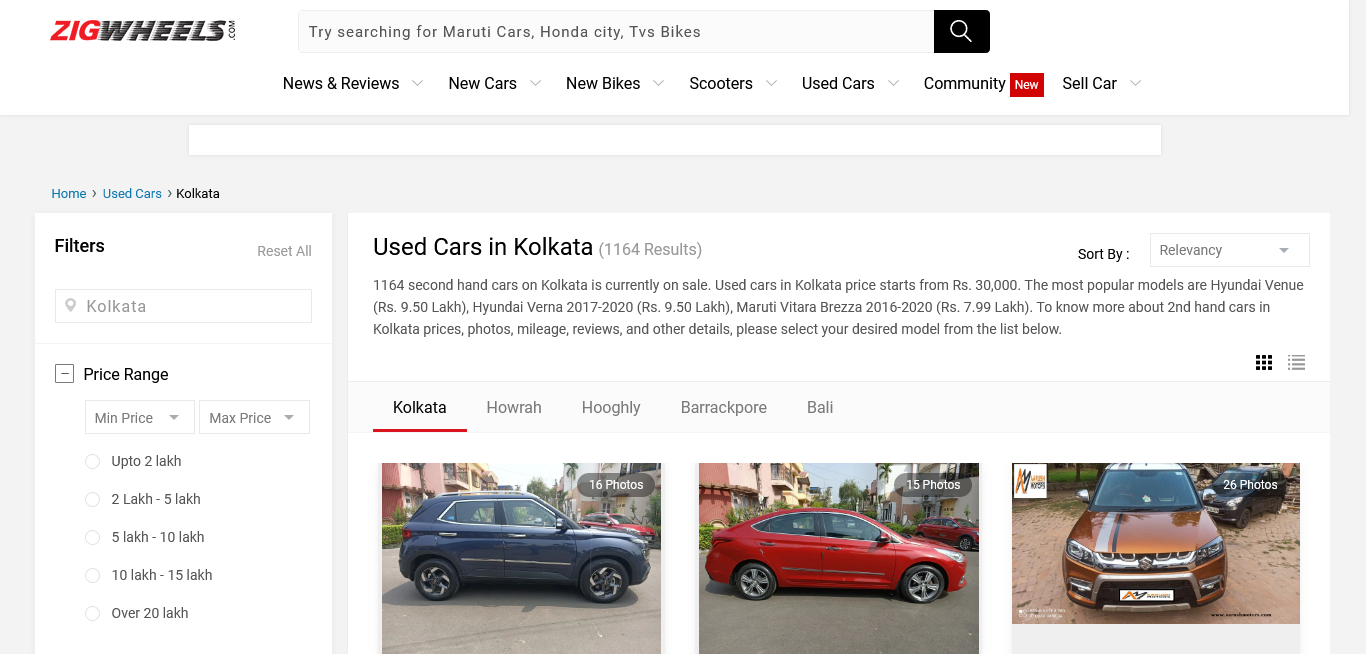 ZIGWHEELS.COM
Try searching for Maruti Cars, Honda city, Tvs Bikes
News & Reviews New Cars New Bikes Scooters Used Cars Community New Sell Car
Home › Used Cars › Kolkata
Filters
Reset All
Kolkata
Price Range
Min Price Max Price
Upto 2 lakh
2 Lakh - 5 lakh
5 lakh - 10 lakh
10 lakh - 15 lakh
Over 20 lakh
Used Cars in Kolkata (1164 Results)
Sort By : Relevancy
1164 second hand cars on Kolkata is currently on sale. Used cars in Kolkata price starts from Rs. 30,000. The most popular models are Hyundai Venue
(Rs. 9.50 Lakh), Hyundai Verna 2017-2020 (Rs. 9.50 Lakh), Maruti Vitara Brezza 2016-2020 (Rs. 7.99 Lakh). To know more about 2nd hand cars in
Kolkata prices, photos, mileage, reviews, and other details, please select your desired model from the list below.
Kolkata Howrah Hooghly Barrackpore Bali
16 Photos
15 Photos
26 Photos